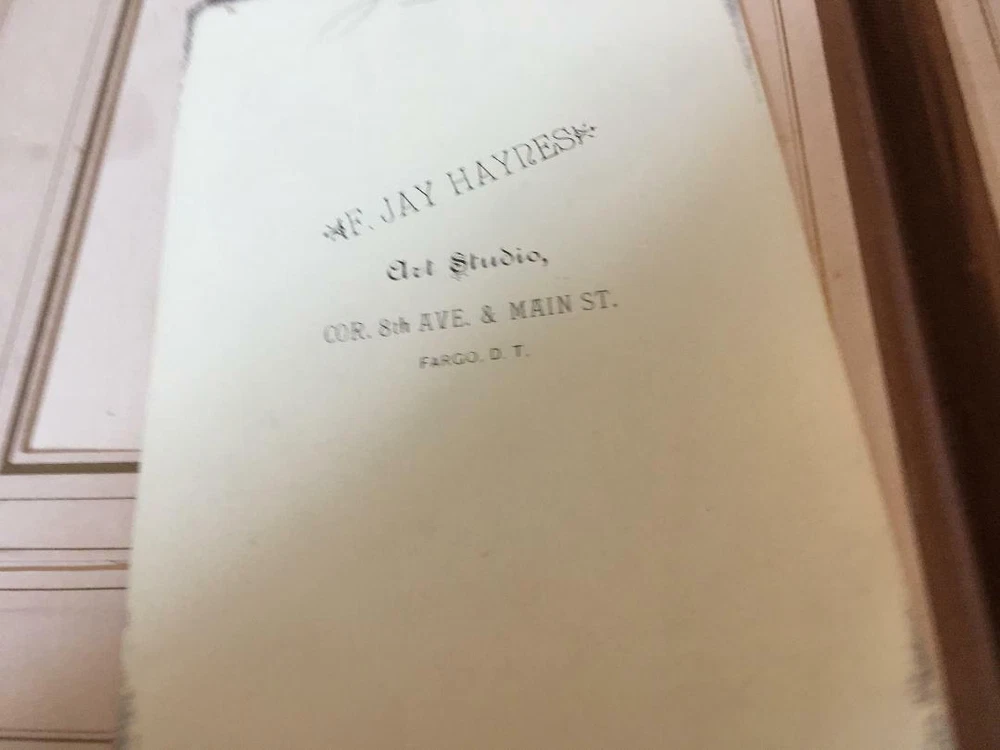 F. JAY HAYNES
Art Studio,
COR. 8th AVE. & MAIN ST.
FARGO. D. T.